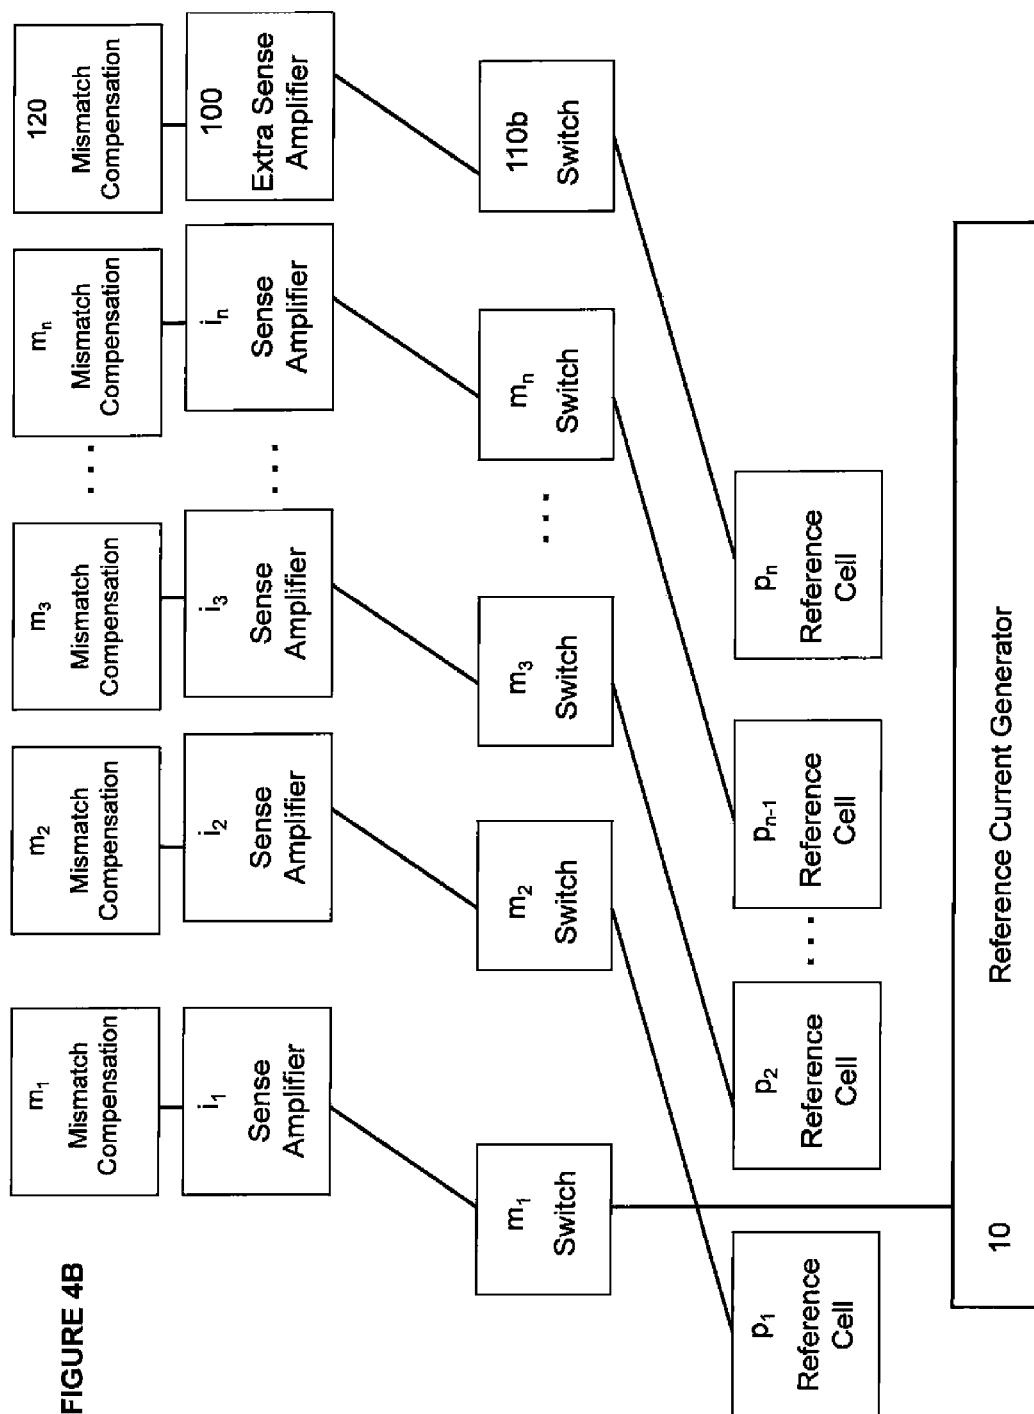 FIGURE 4B
m₁
Mismatch
Compensation
m₂
Mismatch
Compensation
m₃
Mismatch
Compensation
. . .
mₙ
Mismatch
Compensation
120
Mismatch
Compensation
i₁
Sense
Amplifier
i₂
Sense
Amplifier
i₃
Sense
Amplifier
. . .
iₙ
Sense
Amplifier
100
Extra Sense
Amplifier
m₁
Switch
m₂
Switch
m₃
Switch
. . .
mₙ
Switch
110b
Switch
p₁
Reference
Cell
p₂
Reference
Cell
. . .
pₙ₋₁
Reference
Cell
pₙ
Reference
Cell
10
Reference Current Generator